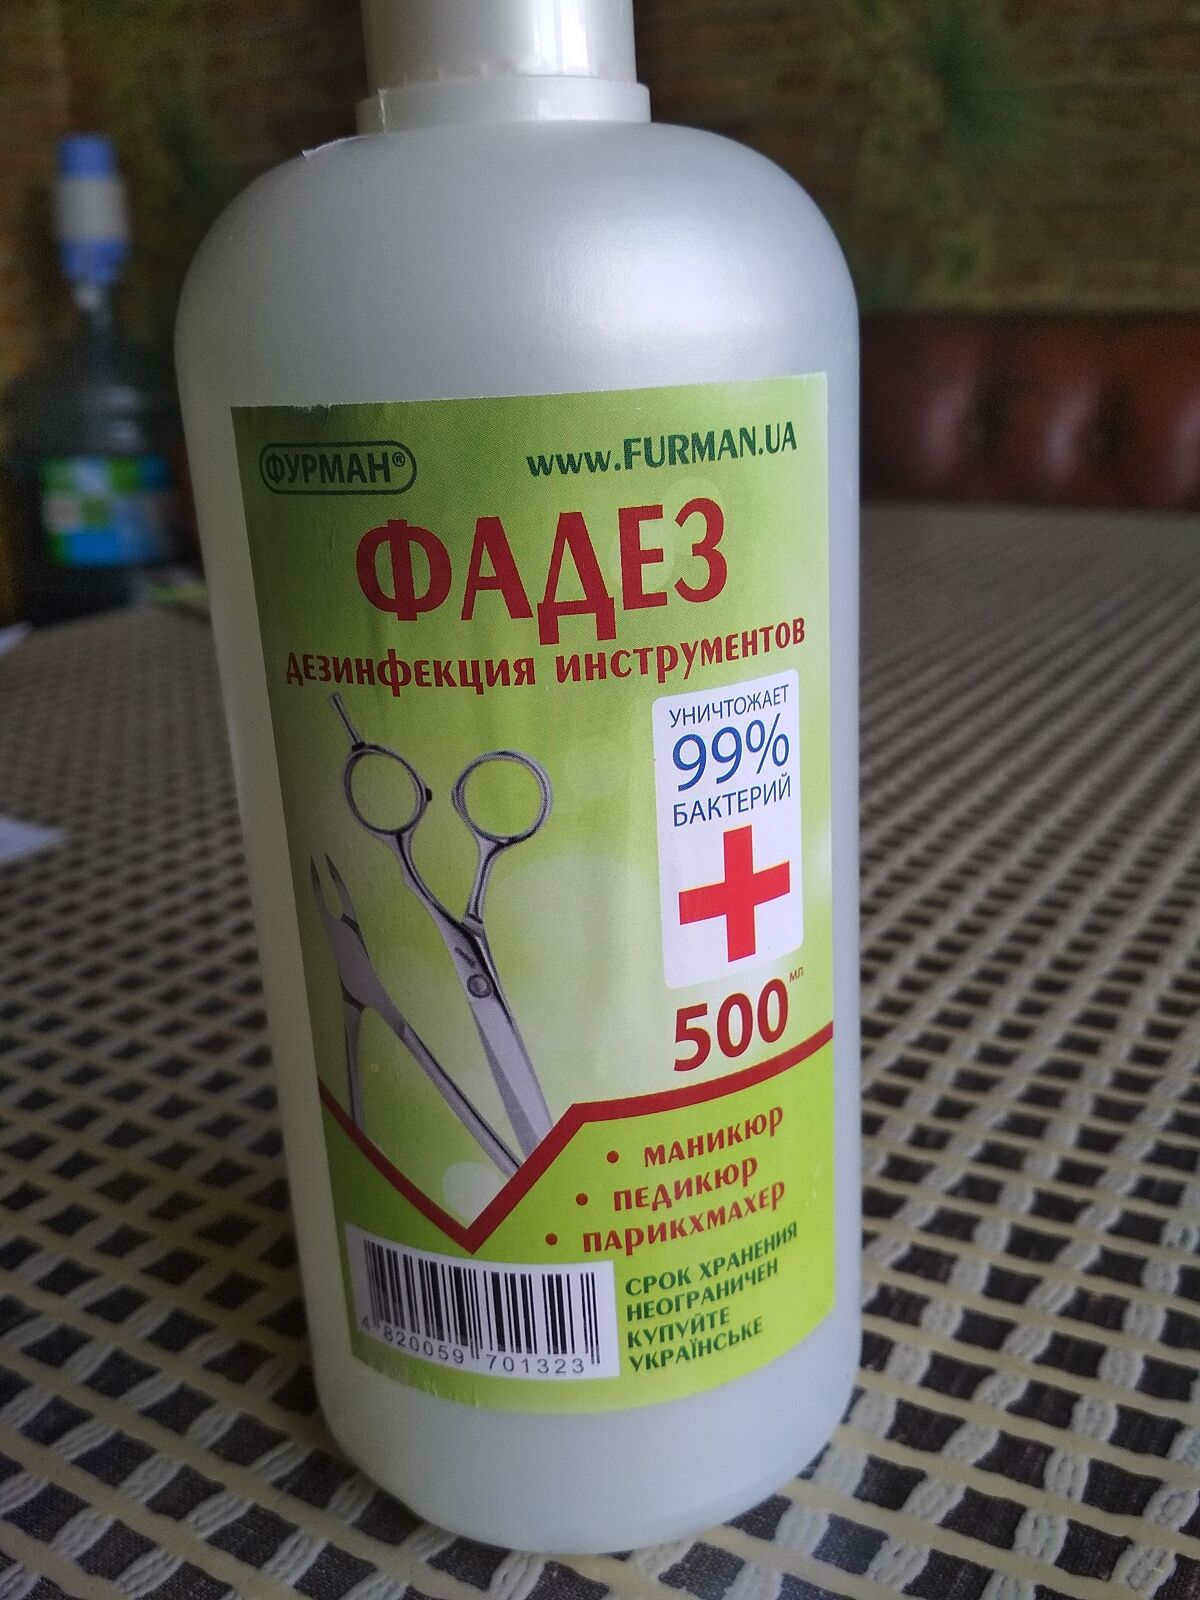 ФУРМАН®
www.FURMAN.UA
ФАДЕЗ
ДЕЗИНФЕКЦИЯ ИНСТРУМЕНТОВ
УНИЧТОЖАЕТ
99%
БАКТЕРИЙ
500 мл
• МАНИКЮР
• ПЕДИКЮР
• ПАРИКХМАХЕР
СРОК ХРАНЕНИЯ
НЕОГРАНИЧЕН
КУПУЙТЕ
УКРАЇНСЬКЕ
4 820059 701323